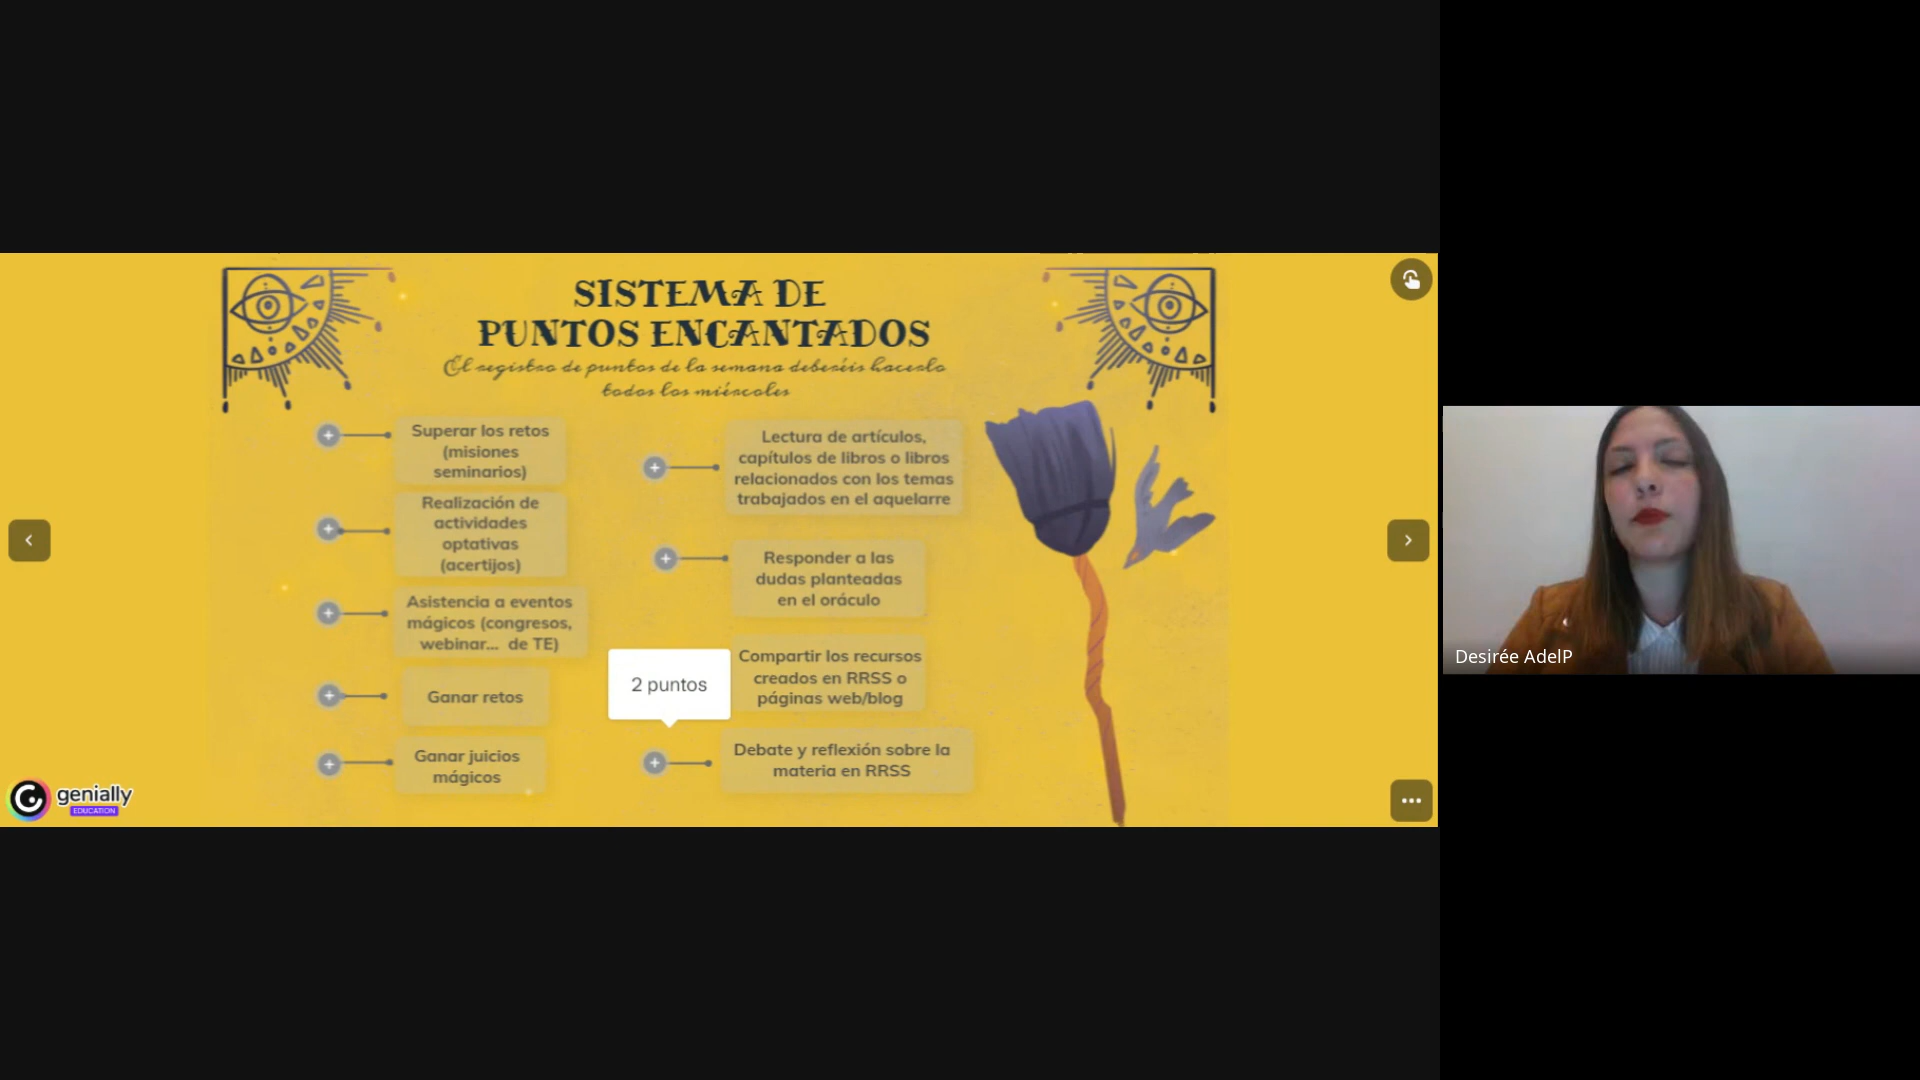 SISTEMA DE
PUNTOS ENCANTADOS
El registro de puntos de la semana deberéis hacerlo
todos los miércoles
Superar los retos
(misiones
seminarios)
Realización de
actividades
optativas
(acertijos)
Asistencia a eventos
mágicos (congresos,
webinar... de TE)
Ganar retos
Ganar juicios
mágicos
Lectura de artículos,
capítulos de libros o libros
relacionados con los temas
trabajados en el aquelarre
Responder a las
dudas planteadas
en el oráculo
2 puntos
Compartir los recursos
creados en RRSS o
páginas web/blog
Debate y reflexión sobre la
materia en RRSS
genially
EDUCATION
Desirée AdelP